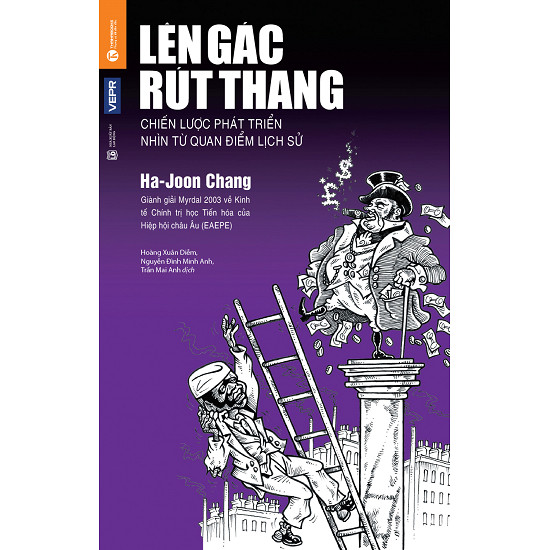 THAIHABOOKS
VEPR
LÊN GÁC
RÚT THANG
CHIẾN LƯỢC PHÁT TRIỂN
NHÌN TỪ QUAN ĐIỂM LỊCH SỬ
Ha-Joon Chang
Giành giải Myrdal 2003 về Kinh
tế Chính trị học Tiến hóa của
Hiệp hội châu Âu (EAEPE)
Hoàng Xuân Diễm,
Nguyễn Đình Minh Anh,
Trần Mai Anh dịch
£$
$